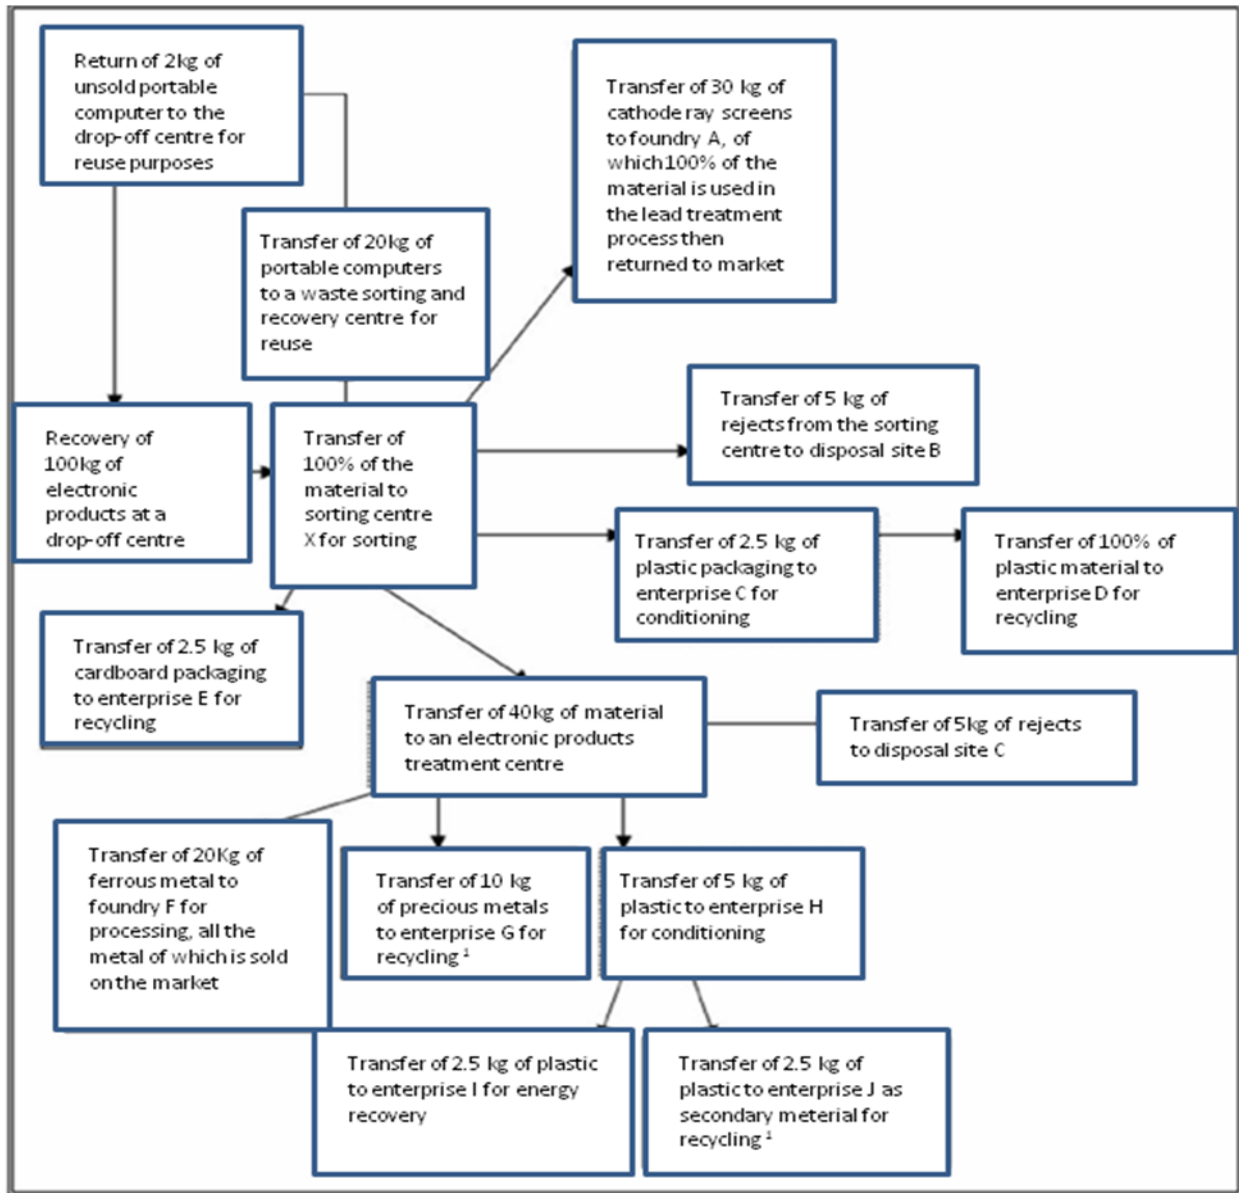 Return of 2kg of
unsold portable
computer to the
drop-off centre for
reuse purposes
Transfer of 30 kg of
cathode ray screens
to foundry A, of
which 100% of the
material is used in
the lead treatment
process then
returned to market
Transfer of 20kg of
portable computers
to a waste sorting and
recovery centre for
reuse
Transfer of 5 kg of
rejects from the sorting
centre to disposal site B
Recovery of
100kg of
electronic
products at a
drop-off centre
Transfer of
100% of the
material to
sorting centre
X for sorting
Transfer of 2.5 kg of
plastic packaging to
enterprise C for
conditioning
Transfer of 100% of
plastic material to
enterprise D for
recycling
Transfer of 2.5 kg of
cardboard packaging
to enterprise E for
recycling
Transfer of 40kg of material
to an electronic products
treatment centre
Transfer of 5kg of rejects
to disposal site C
Transfer of 20Kg of
ferrous metal to
foundry F for
processing, all the
metal of which is sold
on the market
Transfer of 10 kg
of precious metals
to enterprise G for
recycling ¹
Transfer of 5 kg of
plastic to enterprise H
for conditioning
Transfer of 2.5 kg of plastic
to enterprise I for energy
recovery
Transfer of 2.5 kg of
plastic to enterprise J as
secondary meterial for
recycling ¹